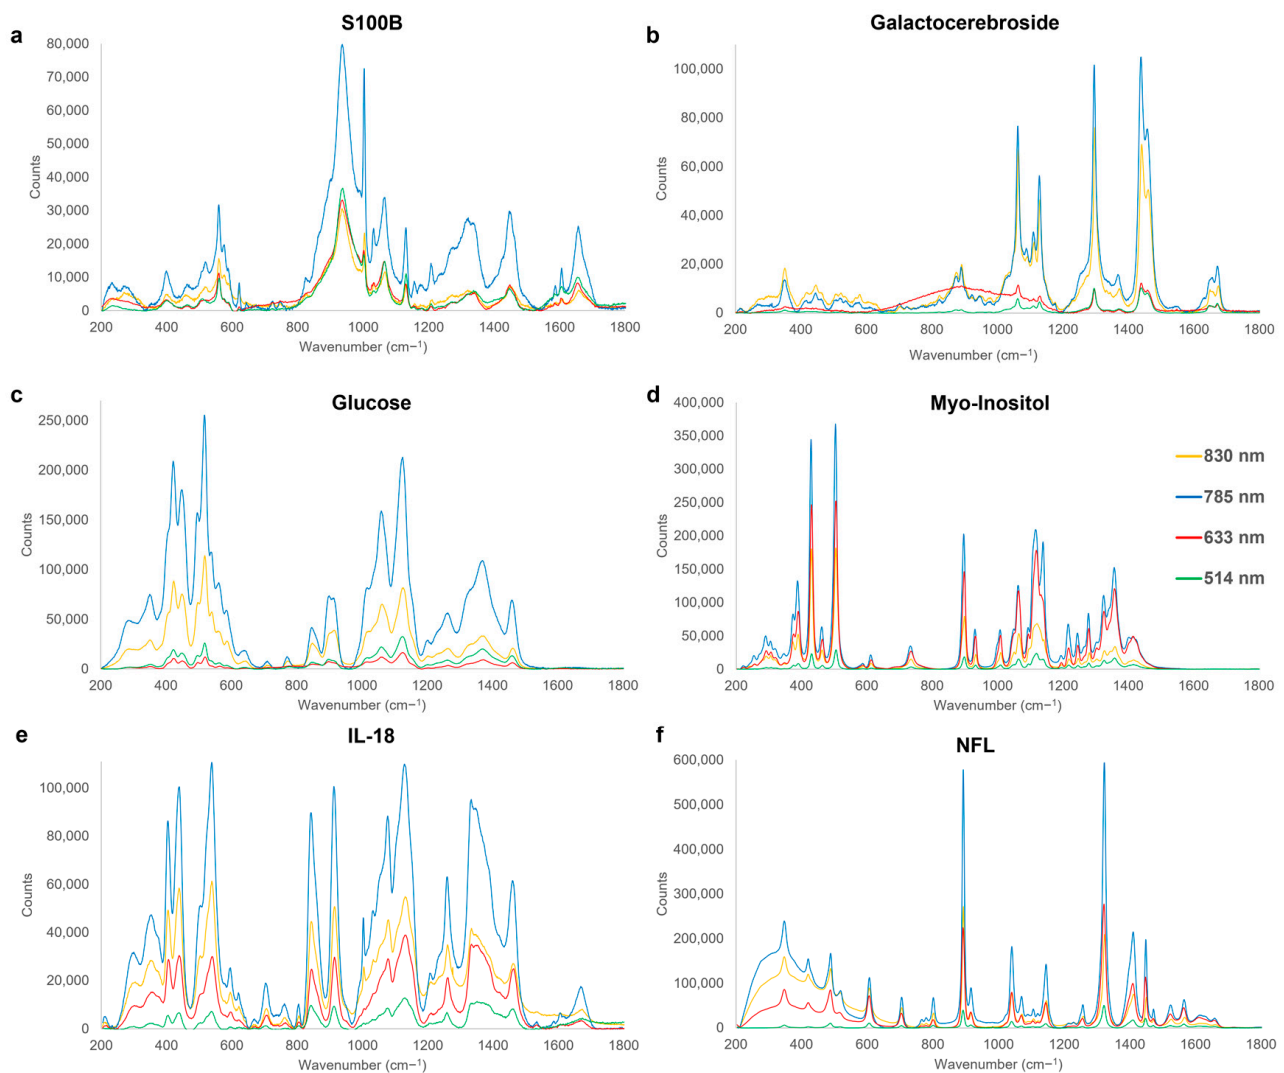 a
S100B
80,000
70,000
60,000
50,000
40,000
30,000
20,000
10,000
0
Counts
200 400 600 800 1000 1200 1400 1600 1800
Wavenumber (cm−1)
b
Galactocerebroside
100,000
80,000
60,000
40,000
20,000
0
Counts
200 400 600 800 1000 1200 1400 1600 1800
Wavenumber (cm−1)
c
Glucose
250,000
200,000
150,000
100,000
50,000
0
Counts
200 400 600 800 1000 1200 1400 1600 1800
Wavenumber (cm−1)
d
Myo-Inositol
400,000
350,000
300,000
250,000
200,000
150,000
100,000
50,000
0
Counts
200 400 600 800 1000 1200 1400 1600 1800
Wavenumber (cm−1)
830 nm
785 nm
633 nm
514 nm
e
IL-18
100,000
80,000
60,000
40,000
20,000
0
Counts
200 400 600 800 1000 1200 1400 1600 1800
Wavenumber (cm−1)
f
NFL
600,000
500,000
400,000
300,000
200,000
100,000
0
Counts
200 400 600 800 1000 1200 1400 1600 1800
Wavenumber (cm−1)